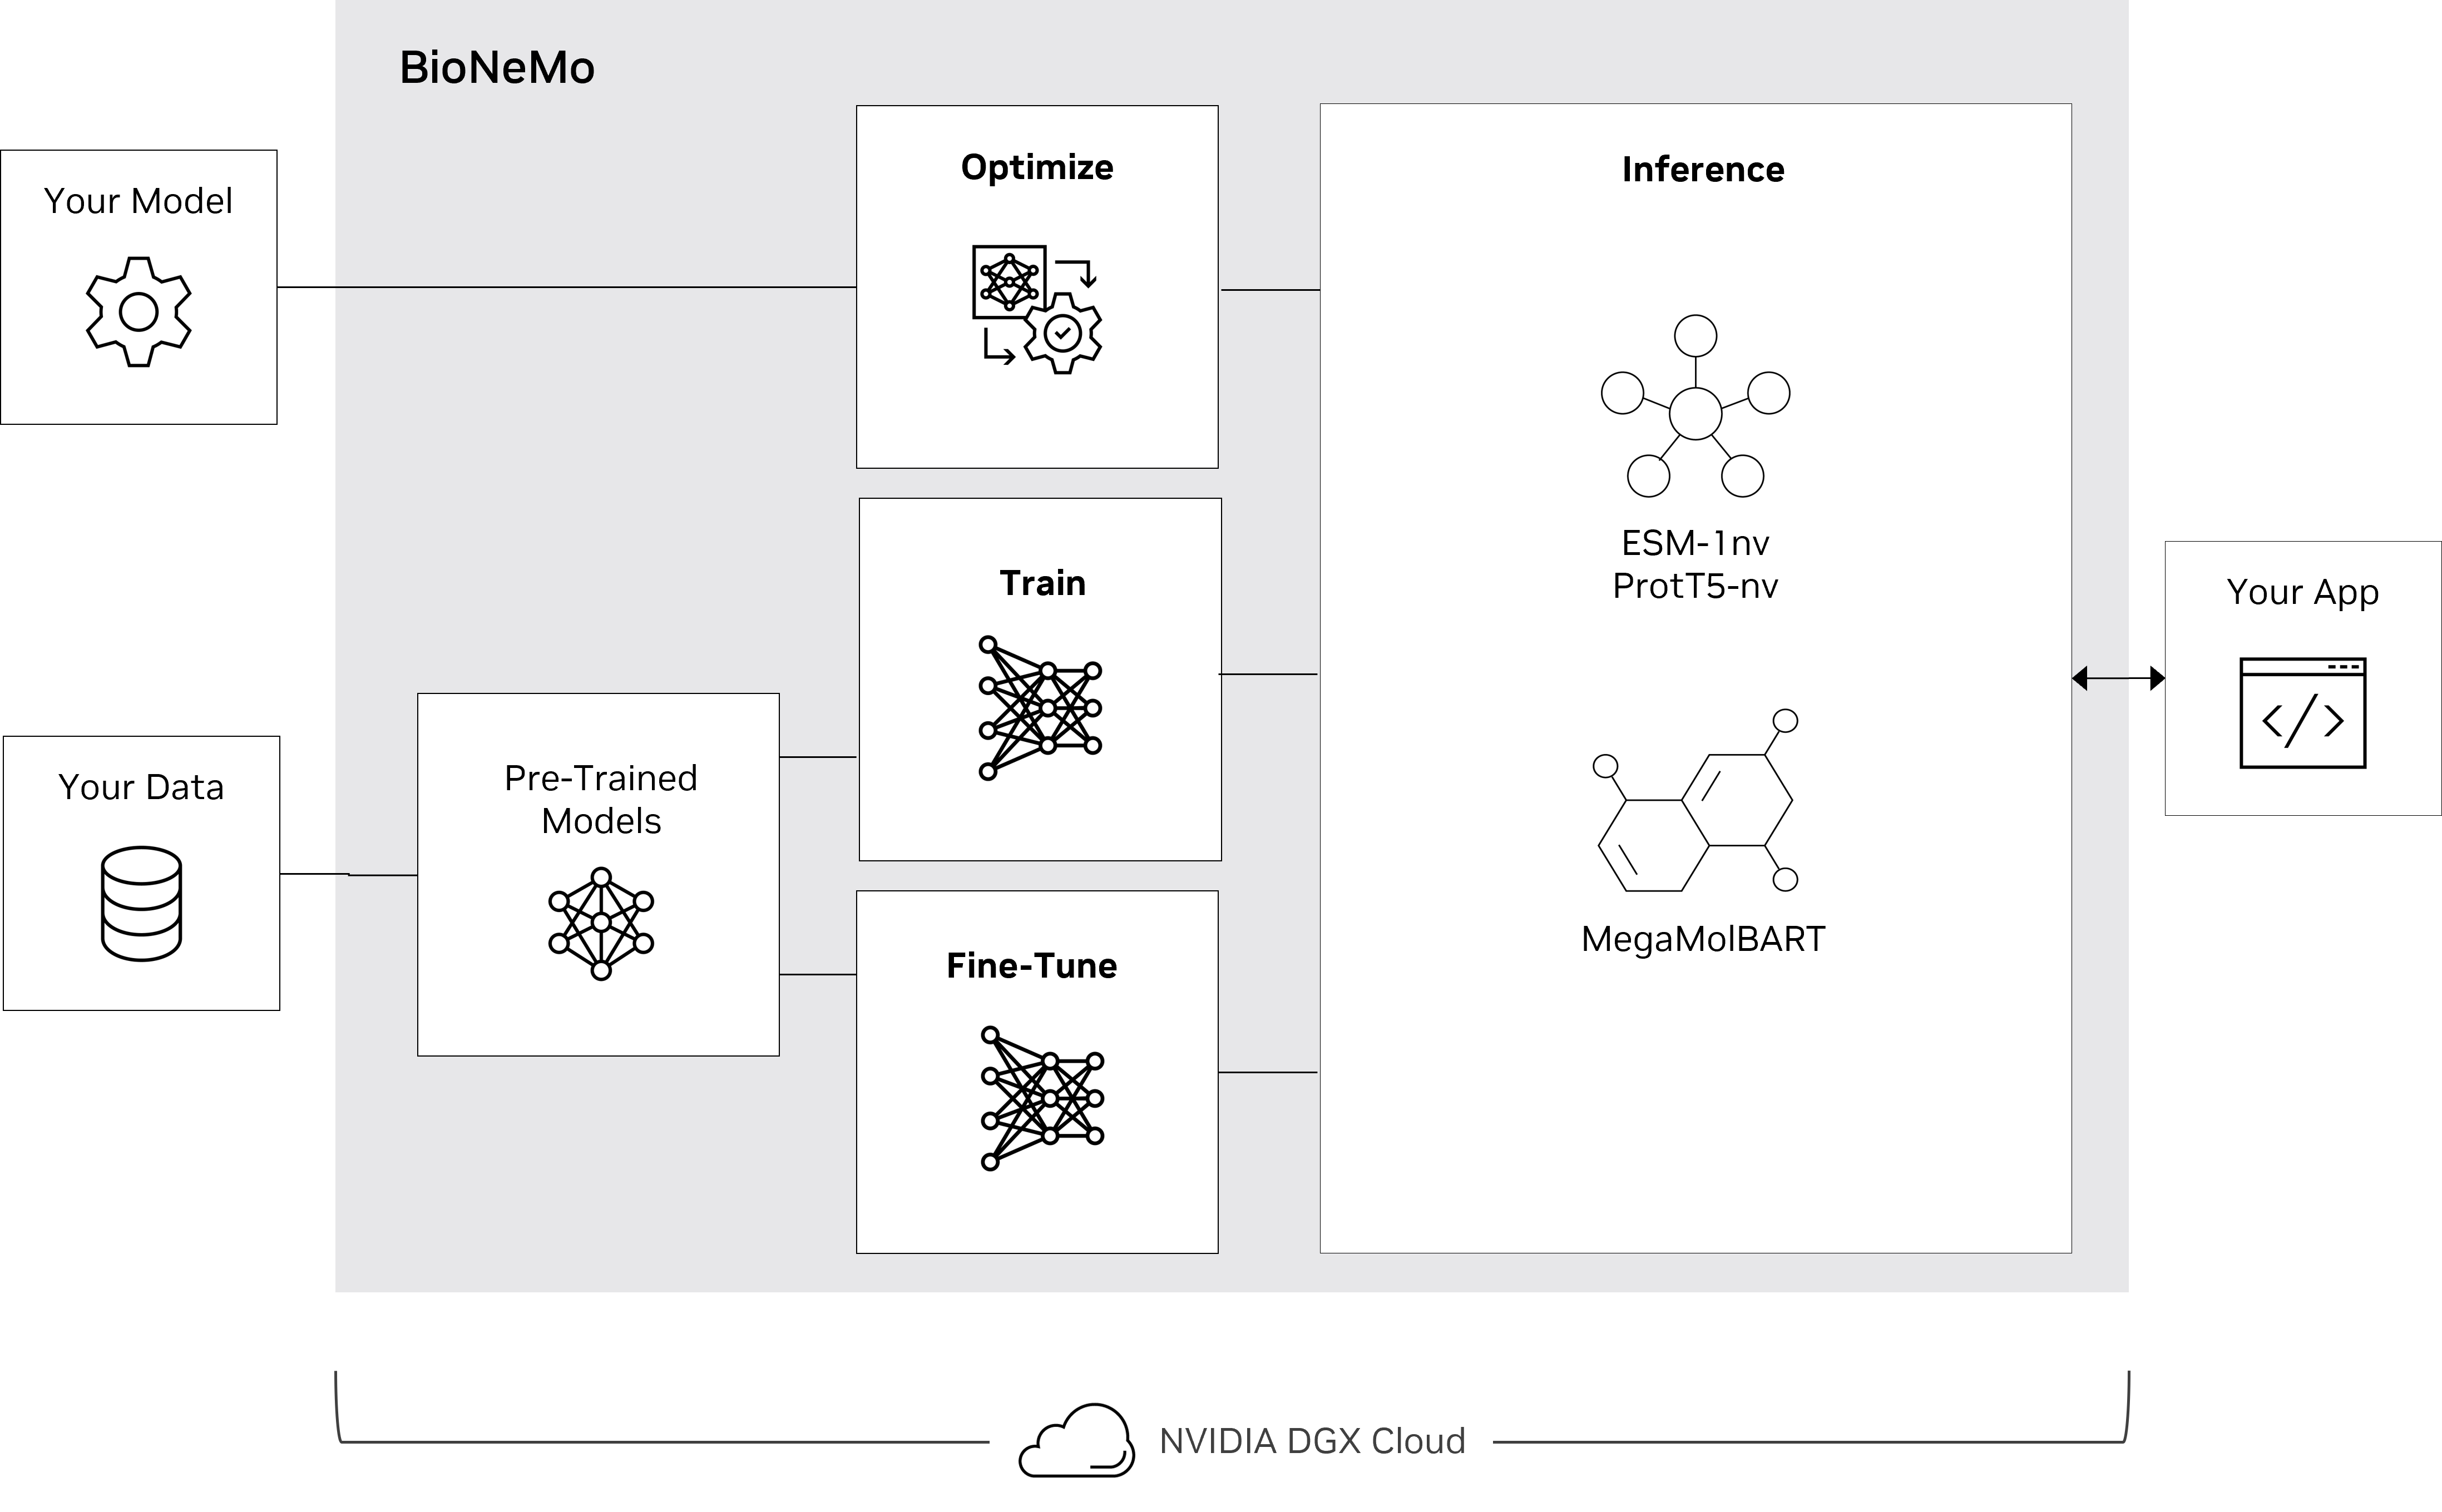 BioNeMo
Your Model
Optimize
Inference
ESM-1nv
ProtT5-nv
Train
Your App
</>
Your Data
Pre-Trained
Models
Fine-Tune
MegaMolBART
NVIDIA DGX Cloud